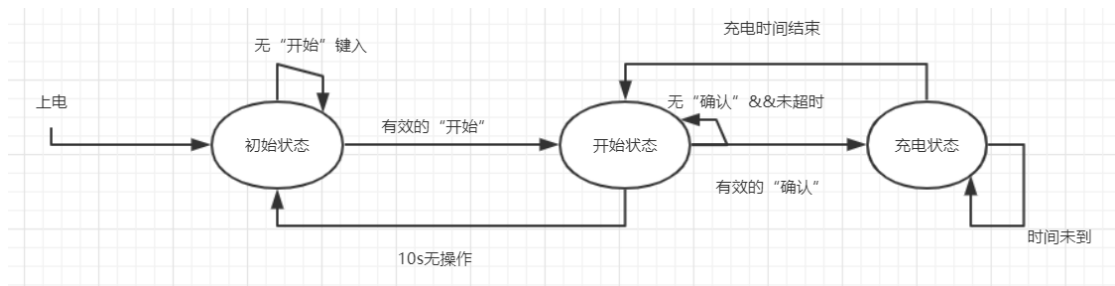 充电时间结束
无“开始”键入
上电
无“确认”&&未超时
有效的“开始”
初始状态
开始状态
充电状态
有效的“确认”
时间未到
10s无操作